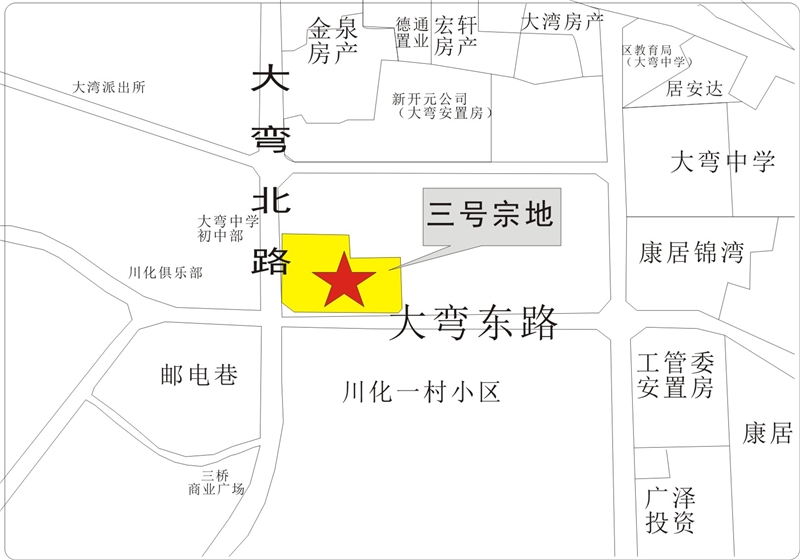 金泉
房产
德通
置业
宏轩
房产
大湾房产
区教育局
（大弯中学）
居安达
大湾派出所
新开元公司
（大弯安置房）
大弯北路
大弯中学
大弯中学
初中部
三号宗地
康居锦湾
川化俱乐部
大弯东路
邮电巷
川化一村小区
工管委
安置房
康居
三桥
商业广场
广泽
投资